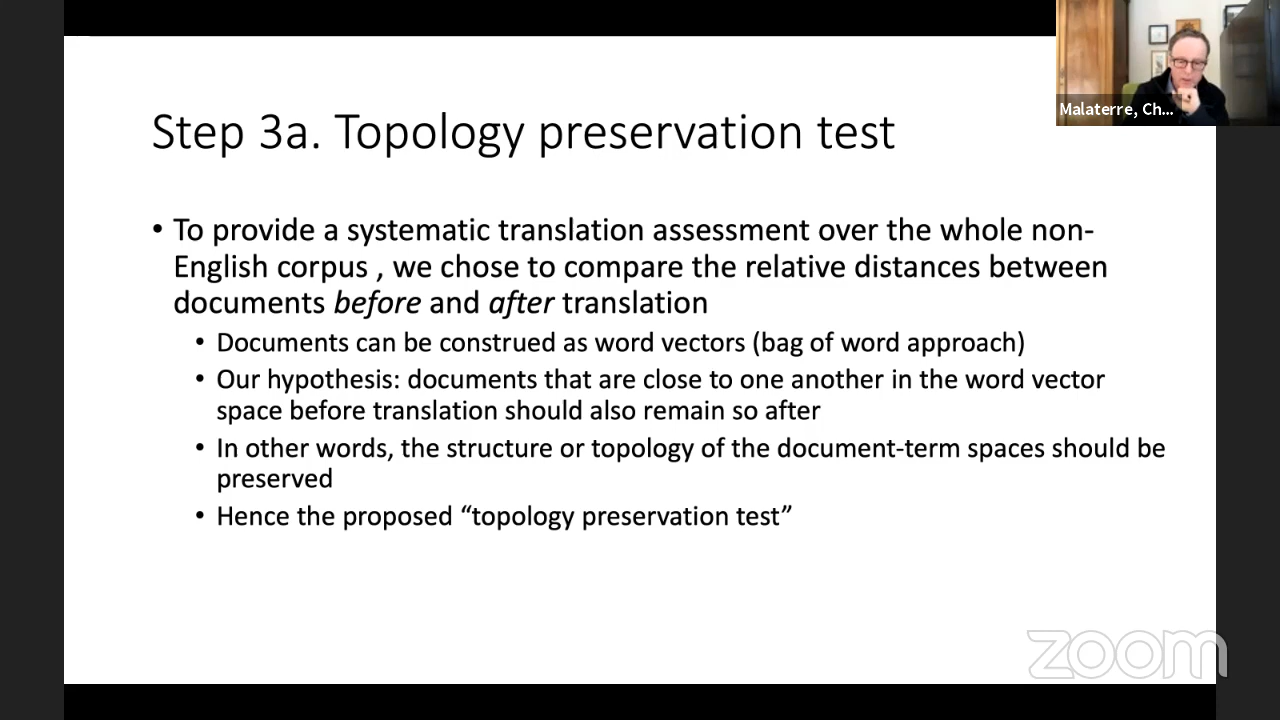 Malaterre, Ch...
Step 3a. Topology preservation test
• To provide a systematic translation assessment over the whole non-
English corpus , we chose to compare the relative distances between
documents before and after translation
• Documents can be construed as word vectors (bag of word approach)
• Our hypothesis: documents that are close to one another in the word vector
space before translation should also remain so after
• In other words, the structure or topology of the document-term spaces should be
preserved
• Hence the proposed “topology preservation test”
zoom